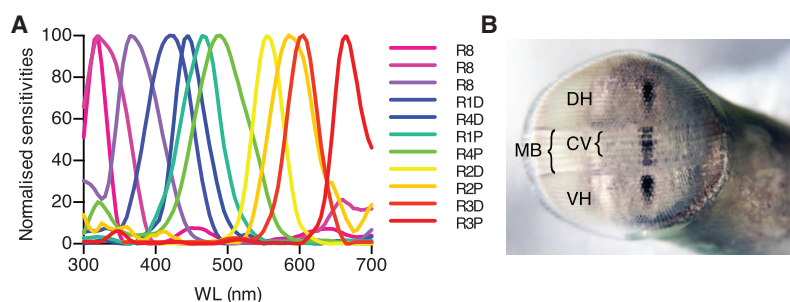 A
Normalised sensitivities
100
80
60
40
20
0
300 400 500 600 700
WL (nm)
R8
R8
R8
R1D
R4D
R1P
R4P
R2D
R2P
R3D
R3P
B
DH
MB { CV {
VH